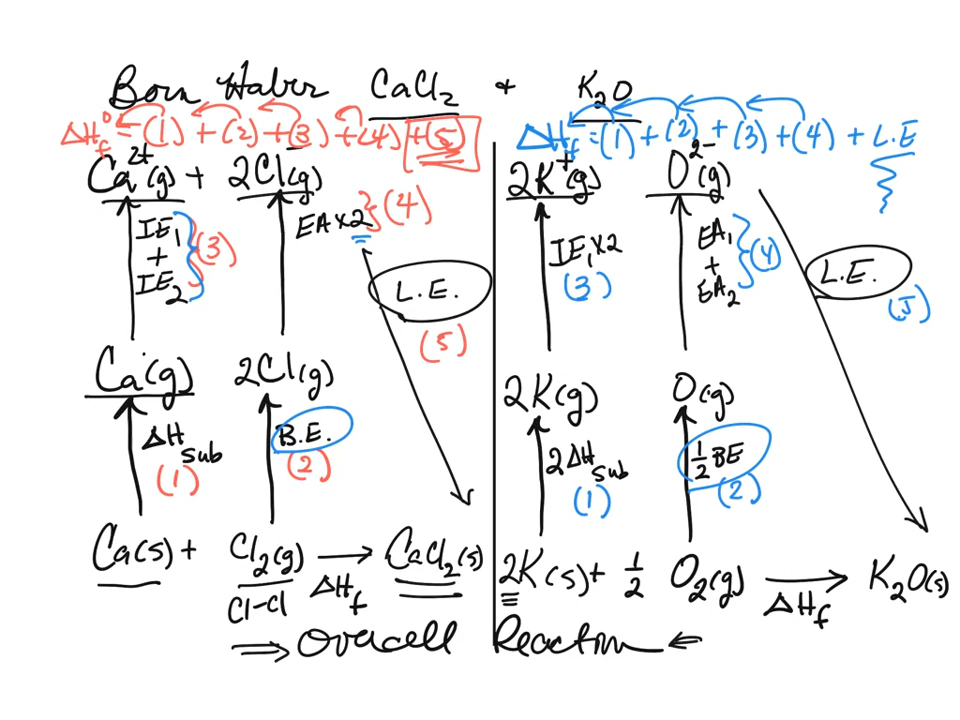 Born Haber CaCl₂ + K₂O
ΔH°f = (1) + (2) + (3) + (4) + (5)
ΔHf = (1) + (2) + (3) + (4) + L.E
Ca²⁺(g) + 2Cl⁻(g)
IE₁ + IE₂ } (3)
EA×2 } (4)
L.E.
(5)
Ca(g) 2Cl(g)
ΔHsub
(1)
B.E.
(2)
Ca(s) + Cl₂(g) → CaCl₂(s)
Cl-Cl ΔHf
2K⁺(g) O²⁻(g)
IE₁×2
(3)
EA₁ + EA₂ } (4)
L.E.
(5)
2K(g) O(g)
2ΔHsub
(1)
½BE
(2)
2K(s) + ½ O₂(g) → K₂O(s)
ΔHf
⇒ Overall Reaction ←